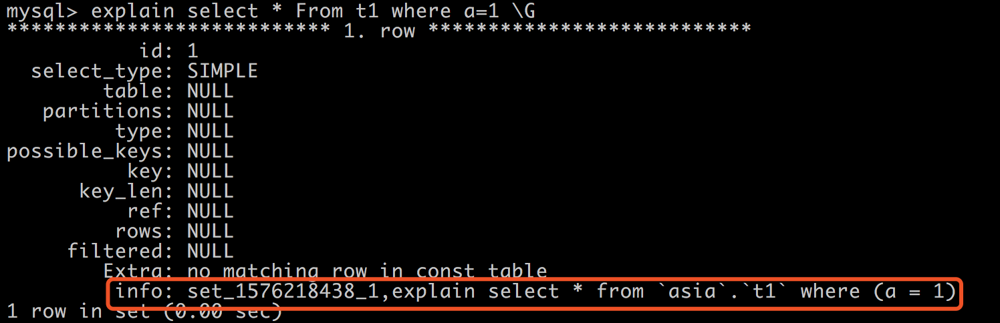 mysql> explain select * From t1 where a=1 \G
*************************** 1. row ***************************
id: 1
select_type: SIMPLE
table: NULL
partitions: NULL
type: NULL
possible_keys: NULL
key: NULL
key_len: NULL
ref: NULL
rows: NULL
filtered: NULL
Extra: no matching row in const table
info: set_1576218438_1,explain select * from `asia`.`t1` where (a = 1)
1 row in set (0.00 sec)